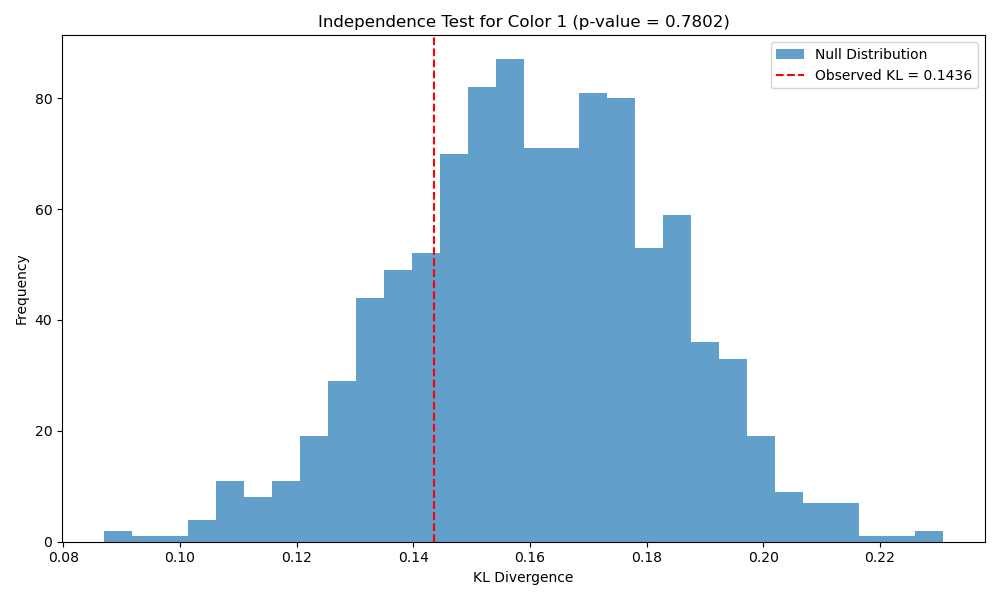 Independence Test for Color 1 (p-value = 0.7802)
Null Distribution
Observed KL = 0.1436
Frequency
80
60
40
20
0
0.08 0.10 0.12 0.14 0.16 0.18 0.20 0.22
KL Divergence